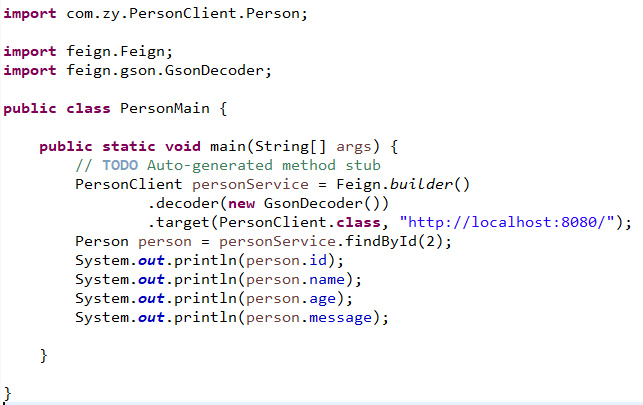 import com.zy.PersonClient.Person;
import feign.Feign;
import feign.gson.GsonDecoder;
public class PersonMain {
public static void main(String[] args) {
// TODO Auto-generated method stub
PersonClient personService = Feign.builder()
.decoder(new GsonDecoder())
.target(PersonClient.class, "http://localhost:8080/");
Person person = personService.findById(2);
System.out.println(person.id);
System.out.println(person.name);
System.out.println(person.age);
System.out.println(person.message);
}
}